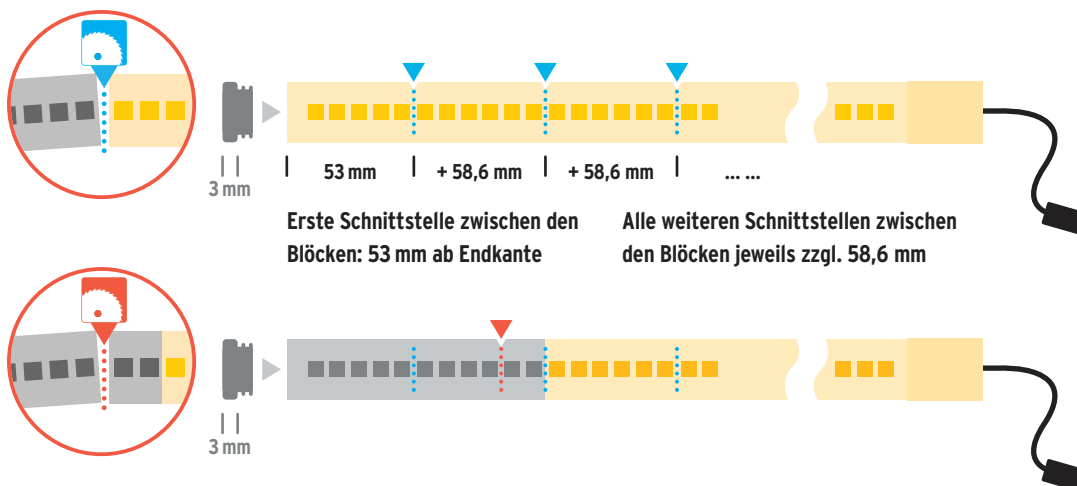 53 mm
+ 58,6 mm
+ 58,6 mm
... ...
3 mm
Erste Schnittstelle zwischen den
Blöcken: 53 mm ab Endkante
Alle weiteren Schnittstellen zwischen
den Blöcken jeweils zzgl. 58,6 mm
3 mm